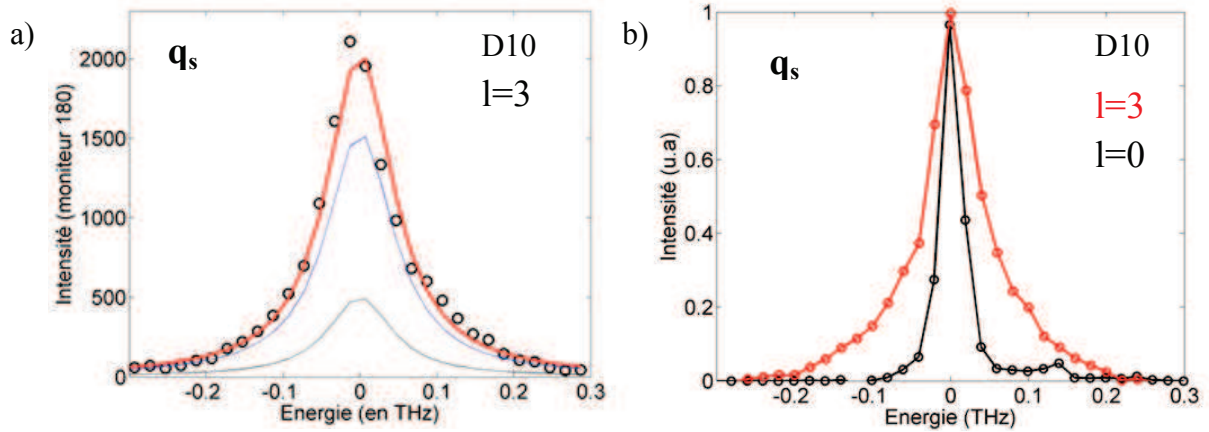 a)
q_s
D10
l=3
2000
1500
1000
500
0
Intensité (moniteur 180)
-0.2
-0.1
0
0.1
0.2
0.3
Energie (en THz)
b)
q_s
D10
l=3
l=0
1
0.8
0.6
0.4
0.2
0
Intensité (u.a)
-0.2
-0.1
0
0.1
0.2
0.3
Energie (THz)